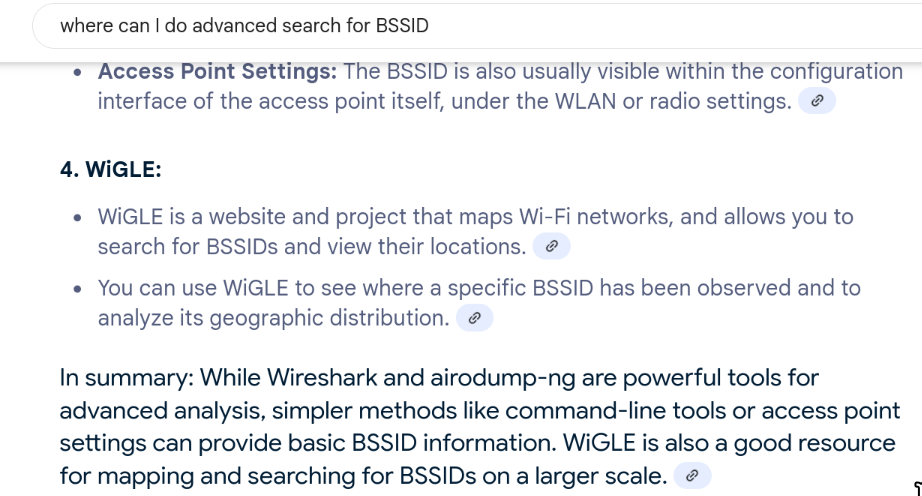 where can I do advanced search for BSSID
• Access Point Settings: The BSSID is also usually visible within the configuration
interface of the access point itself, under the WLAN or radio settings.
4. WiGLE:
• WiGLE is a website and project that maps Wi-Fi networks, and allows you to
search for BSSIDs and view their locations.
• You can use WiGLE to see where a specific BSSID has been observed and to
analyze its geographic distribution.
In summary: While Wireshark and airodump-ng are powerful tools for
advanced analysis, simpler methods like command-line tools or access point
settings can provide basic BSSID information. WiGLE is also a good resource
for mapping and searching for BSSIDs on a larger scale.